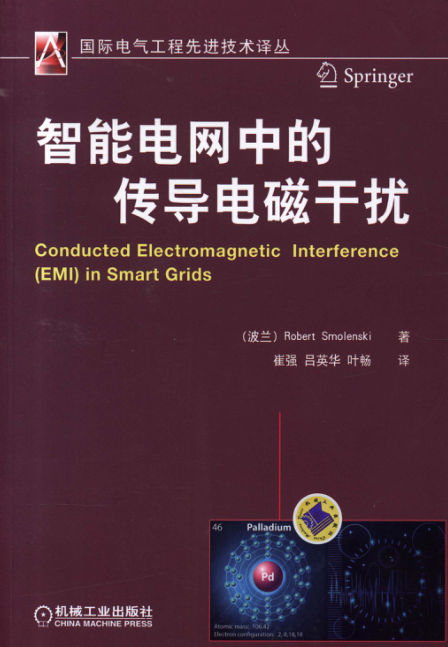 国际电气工程先进技术译丛
Springer
智能电网中的
传导电磁干扰
Conducted Electromagnetic Interference
(EMI) in Smart Grids
（波兰）Robert Smolenski 著
崔强 吕英华 叶畅 译
46 Palladium
Pd
Atomic mass: 106.42
Electron configuration: 2,8,18,18
机械工业出版社
CHINA MACHINE PRESS